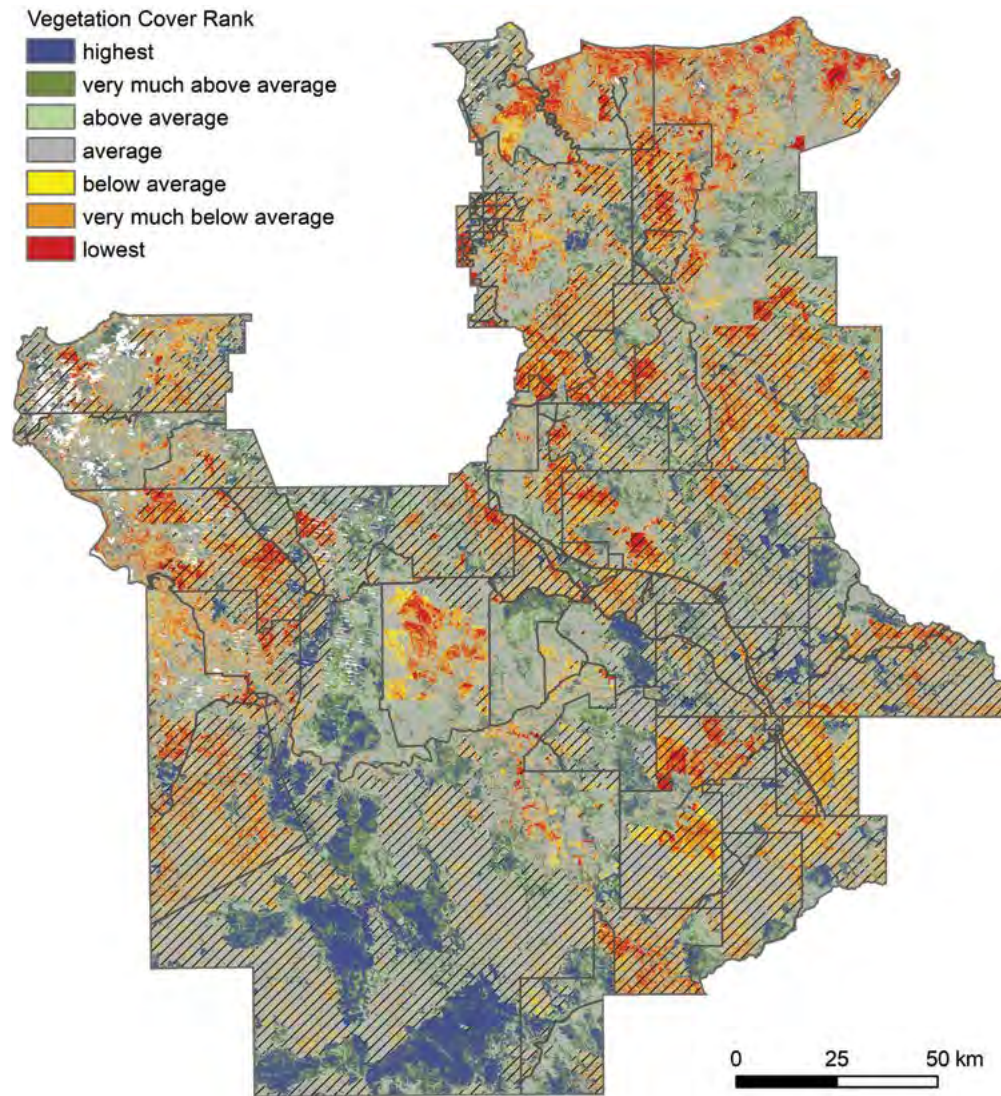 Vegetation Cover Rank
highest
very much above average
above average
average
below average
very much below average
lowest
0 25 50 km